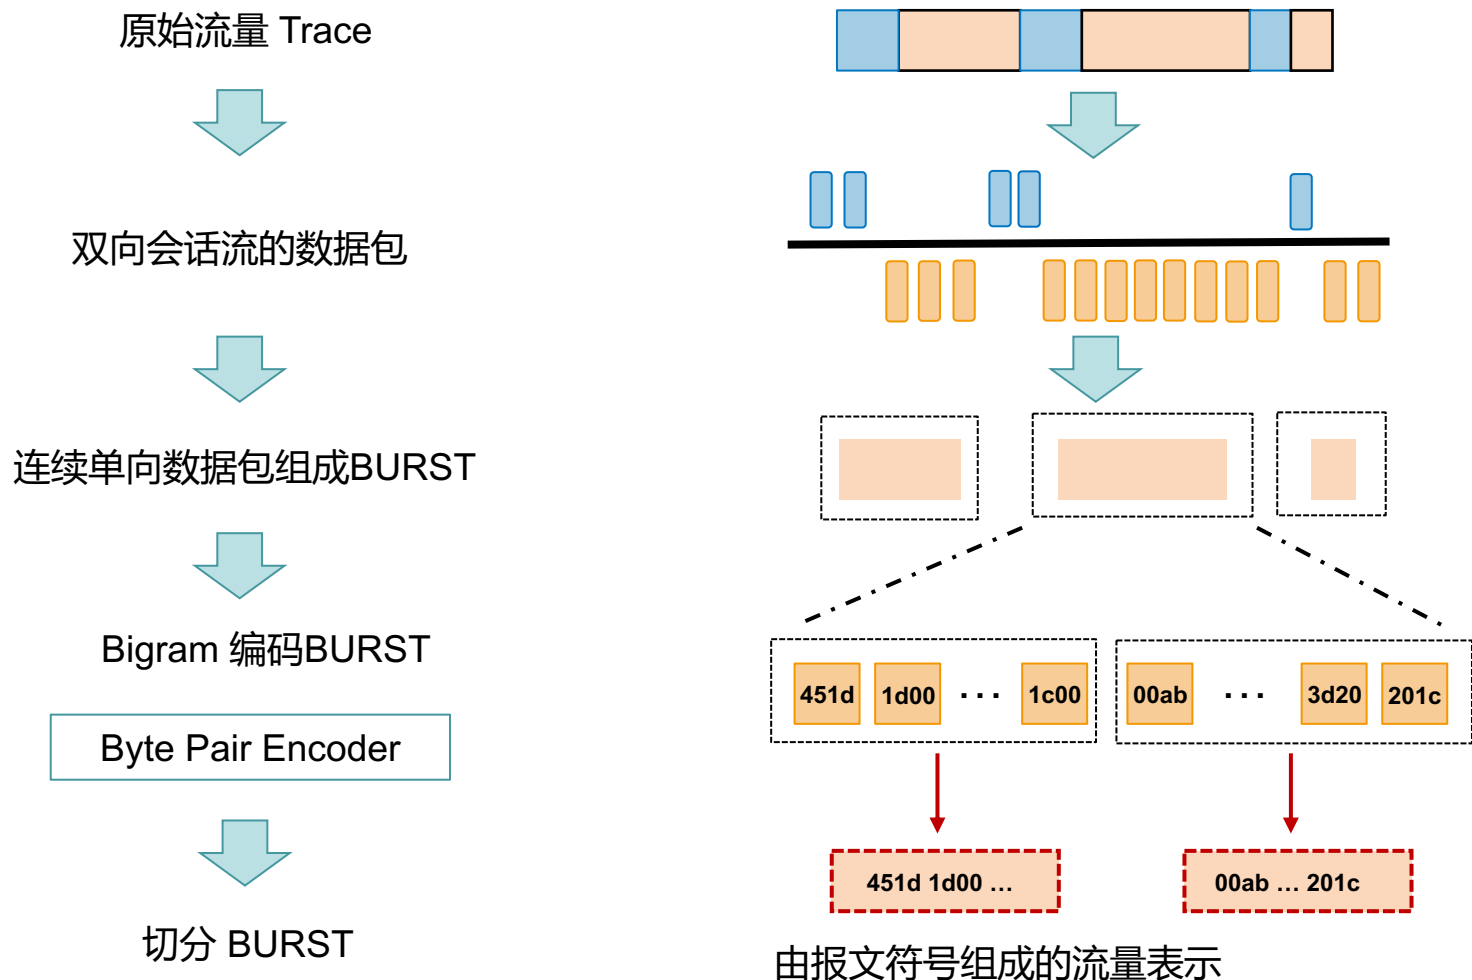 原始流量 Trace
双向会话流的数据包
连续单向数据包组成BURST
Bigram 编码BURST
Byte Pair Encoder
切分 BURST
451d 1d00 ... 1c00
00ab ... 3d20 201c
451d 1d00 ...
00ab ... 201c
由报文符号组成的流量表示